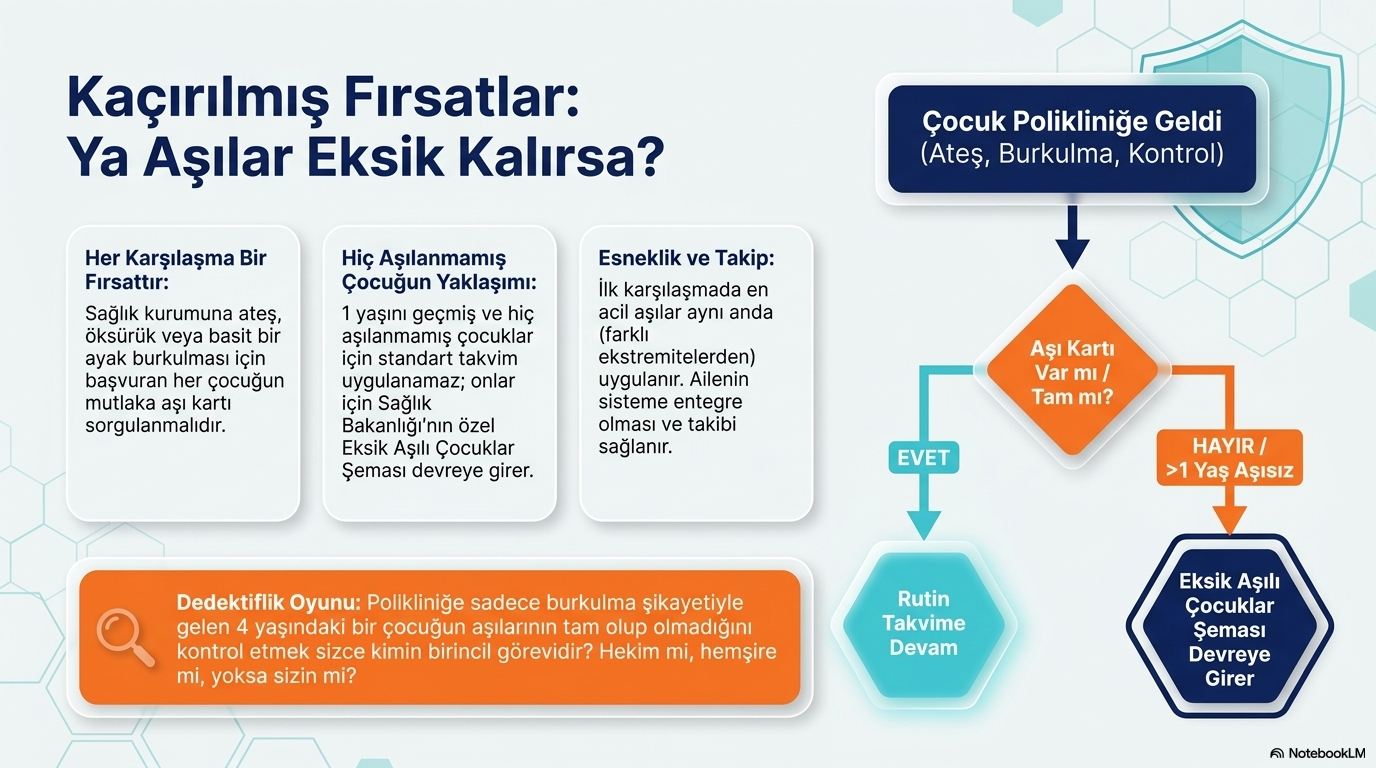 Kaçırılmış Fırsatlar:
Ya Aşılar Eksik Kalırsa?
Her Karşılaşma Bir
Fırsattır:
Sağlık kurumuna ateş,
öksürük veya basit bir
ayak burkulması için
başvuran her çocuğun
mutlaka aşı kartı
sorgulanmalıdır.
Hiç Aşılanmamış
Çocuğun Yaklaşımı:
1 yaşını geçmiş ve hiç
aşılanmamış çocuklar
için standart takvim
uygulanamaz; onlar
için Sağlık
Bakanlığı'nın özel
Eksik Aşılı Çocuklar
Şeması devreye girer.
Esneklik ve Takip:
İlk karşılaşmada en
acil aşılar aynı anda
(farklı
ekstremitelerden)
uygulanır. Ailenin
sisteme entegre
olması ve takibi
sağlanır.
Dedektiflik Oyunu: Polikliniğe sadece burkulma şikayetiyle
gelen 4 yaşındaki bir çocuğun aşılarının tam olup olmadığını
kontrol etmek sizce kimin birincil görevidir? Hekim mi, hemşire
mi, yoksa sizin mi?
Çocuk Polikliniğe Geldi
(Ateş, Burkulma, Kontrol)
Aşı Kartı
Var mı /
Tam mı?
EVET
HAYIR /
>1 Yaş Aşısız
Rutin
Takvime
Devam
Eksik Aşılı
Çocuklar
Şeması
Devreye
Girer
NotebookLM